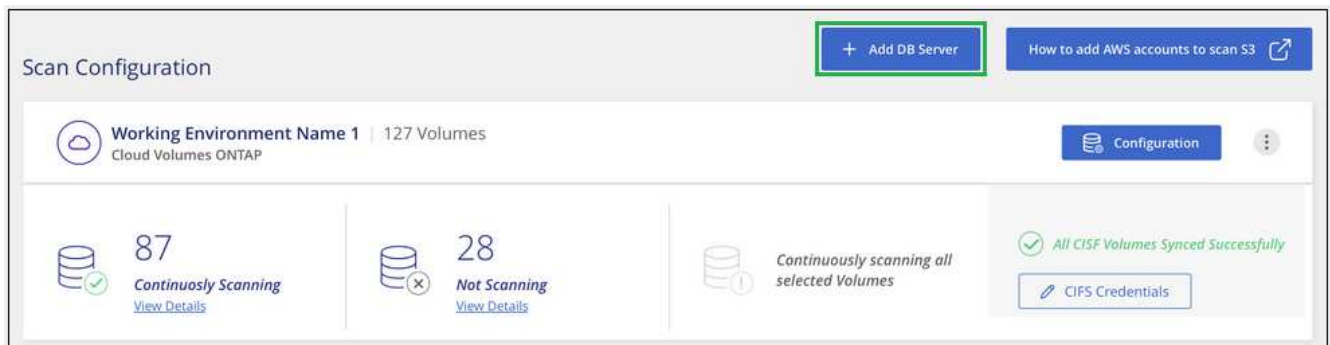 + Add DB Server
How to add AWS accounts to scan S3
Scan Configuration
Working Environment Name 1 | 127 Volumes
Cloud Volumes ONTAP
Configuration
87
Continuosly Scanning
View Details
28
Not Scanning
View Details
Continuously scanning all
selected Volumes
All CISF Volumes Synced Successfully
CIFS Credentials